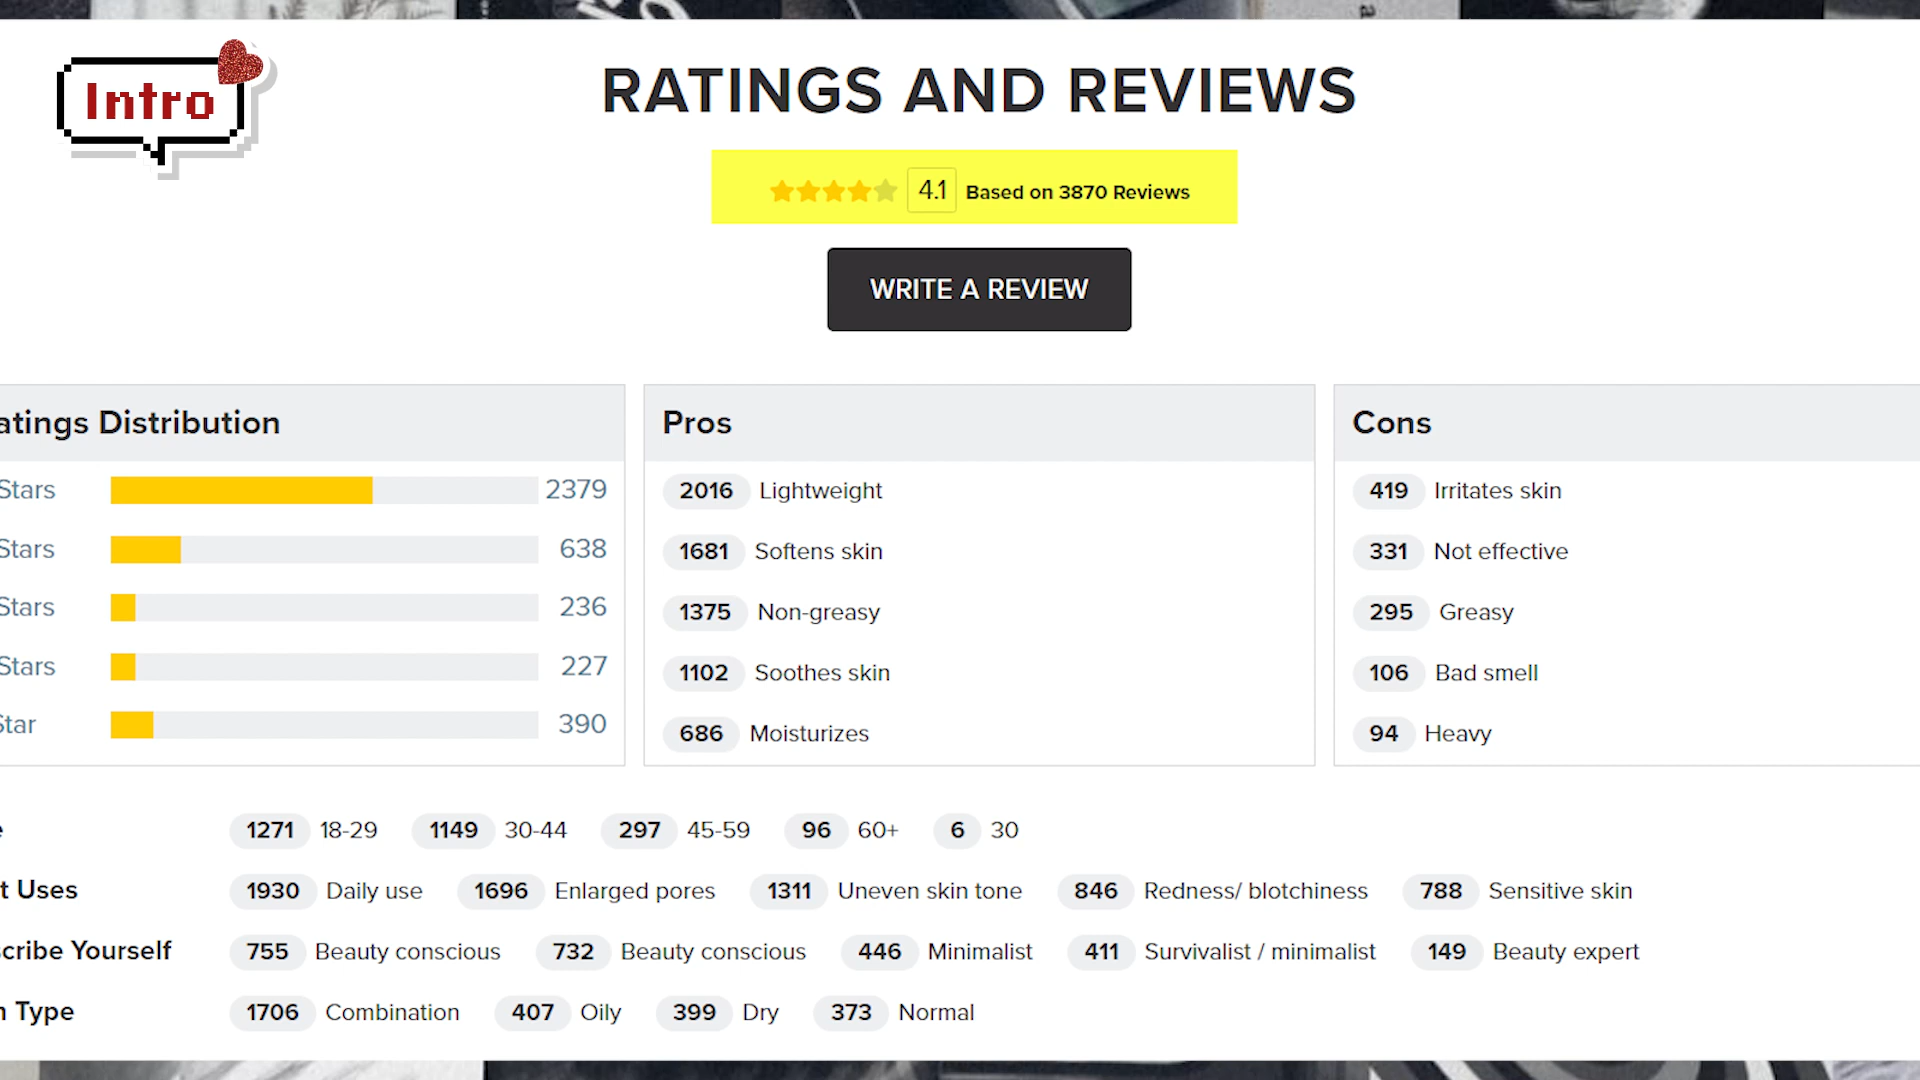 Intro
RATINGS AND REVIEWS
4.1 Based on 3870 Reviews
WRITE A REVIEW
atings Distribution
Stars 2379
Stars 638
Stars 236
Stars 227
Star 390
Pros
2016 Lightweight
1681 Softens skin
1375 Non-greasy
1102 Soothes skin
686 Moisturizes
Cons
419 Irritates skin
331 Not effective
295 Greasy
106 Bad smell
94 Heavy
e 1271 18-29 1149 30-44 297 45-59 96 60+ 6 30
t Uses 1930 Daily use 1696 Enlarged pores 1311 Uneven skin tone 846 Redness/ blotchiness 788 Sensitive skin
cribe Yourself 755 Beauty conscious 732 Beauty conscious 446 Minimalist 411 Survivalist / minimalist 149 Beauty expert
n Type 1706 Combination 407 Oily 399 Dry 373 Normal